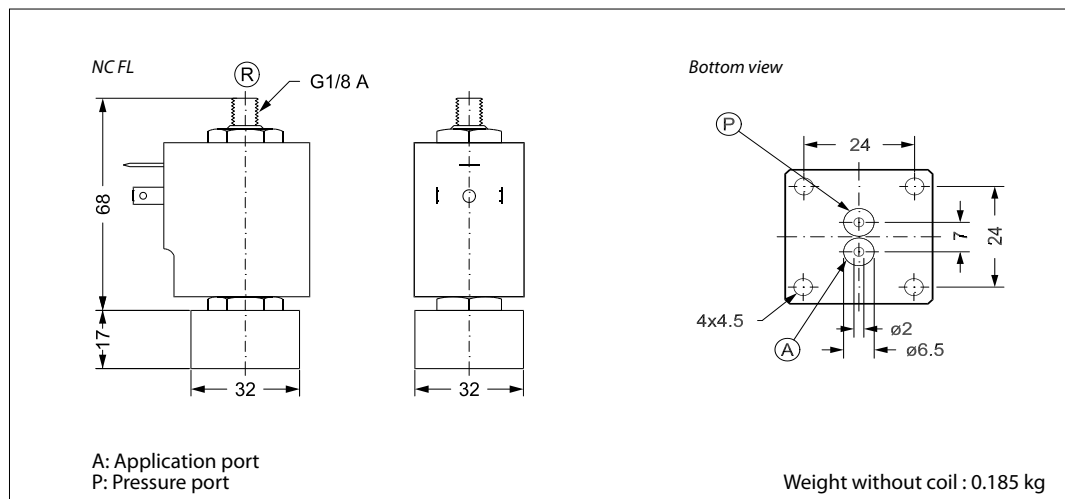 NC FL
R
G1/8 A
Bottom view
P
24
68
7
24
4x4.5
17
ø2
A
ø6.5
32
32
A: Application port
P: Pressure port
Weight without coil : 0.185 kg